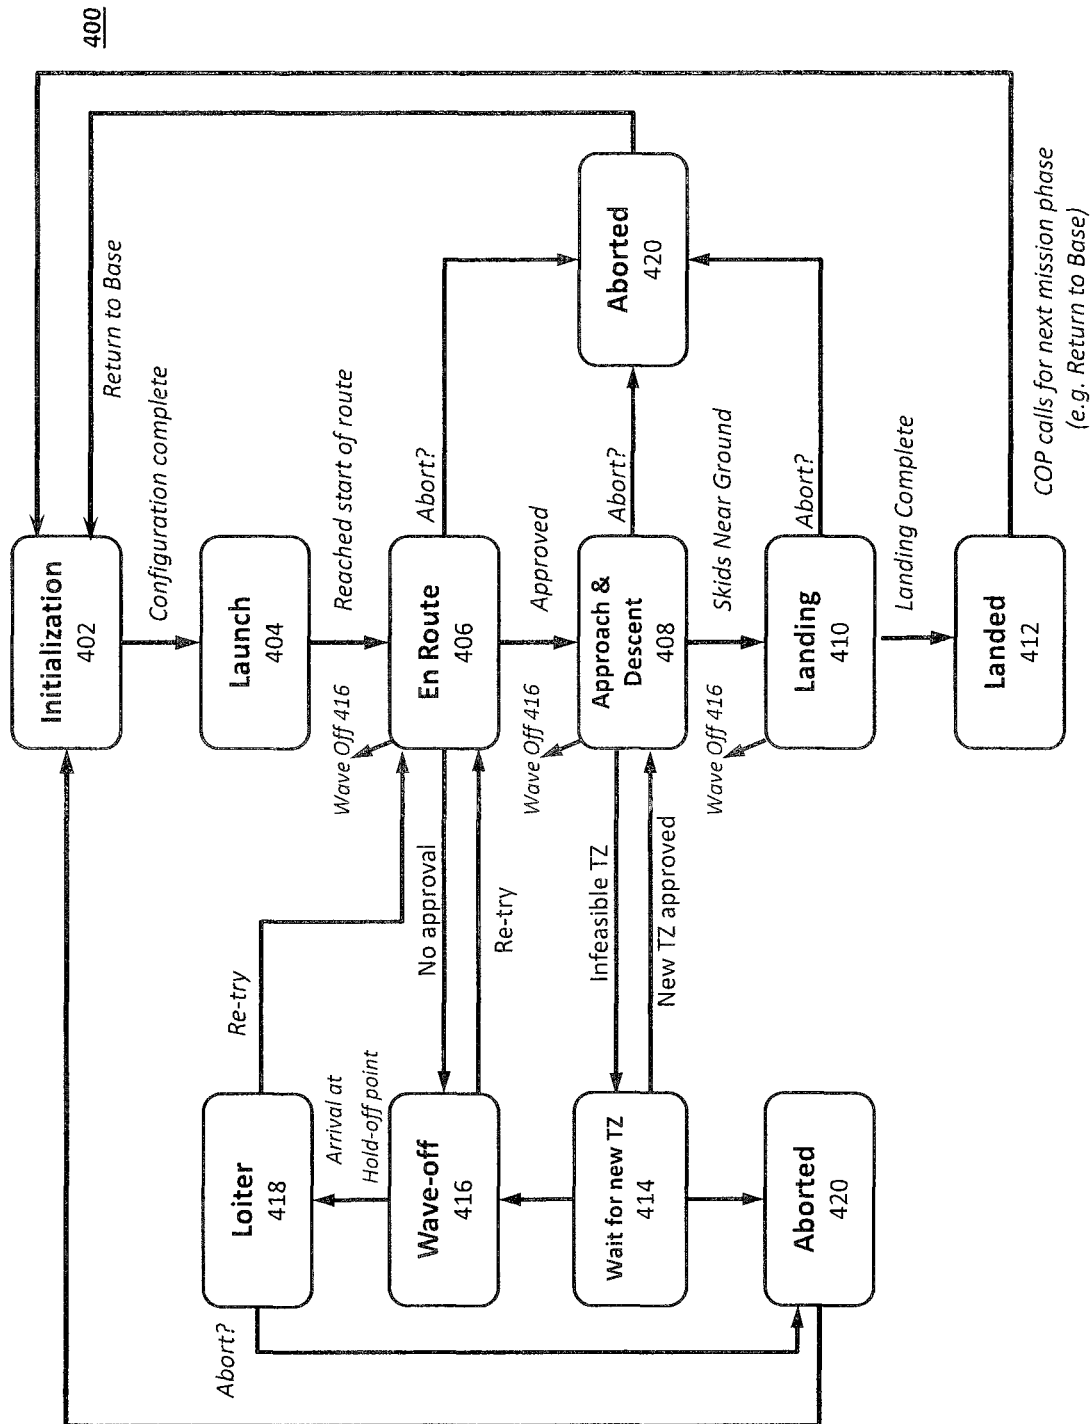 400
Initialization
402
Return to Base
Configuration complete
Launch
404
Reached start of route
Loiter
418
Re-try
Abort?
Arrival at
Hold-off point
Wave Off 416
En Route
406
Abort?
No approval
Wave-off
416
Re-try
Approved
Wave Off 416
Aborted
420
Approach &
Descent
408
Abort?
Infeasible TZ
Wait for new TZ
414
New TZ approved
Skids Near Ground
Wave Off 416
Landing
410
Abort?
Aborted
420
Landing Complete
Landed
412
COP calls for next mission phase
(e.g. Return to Base)